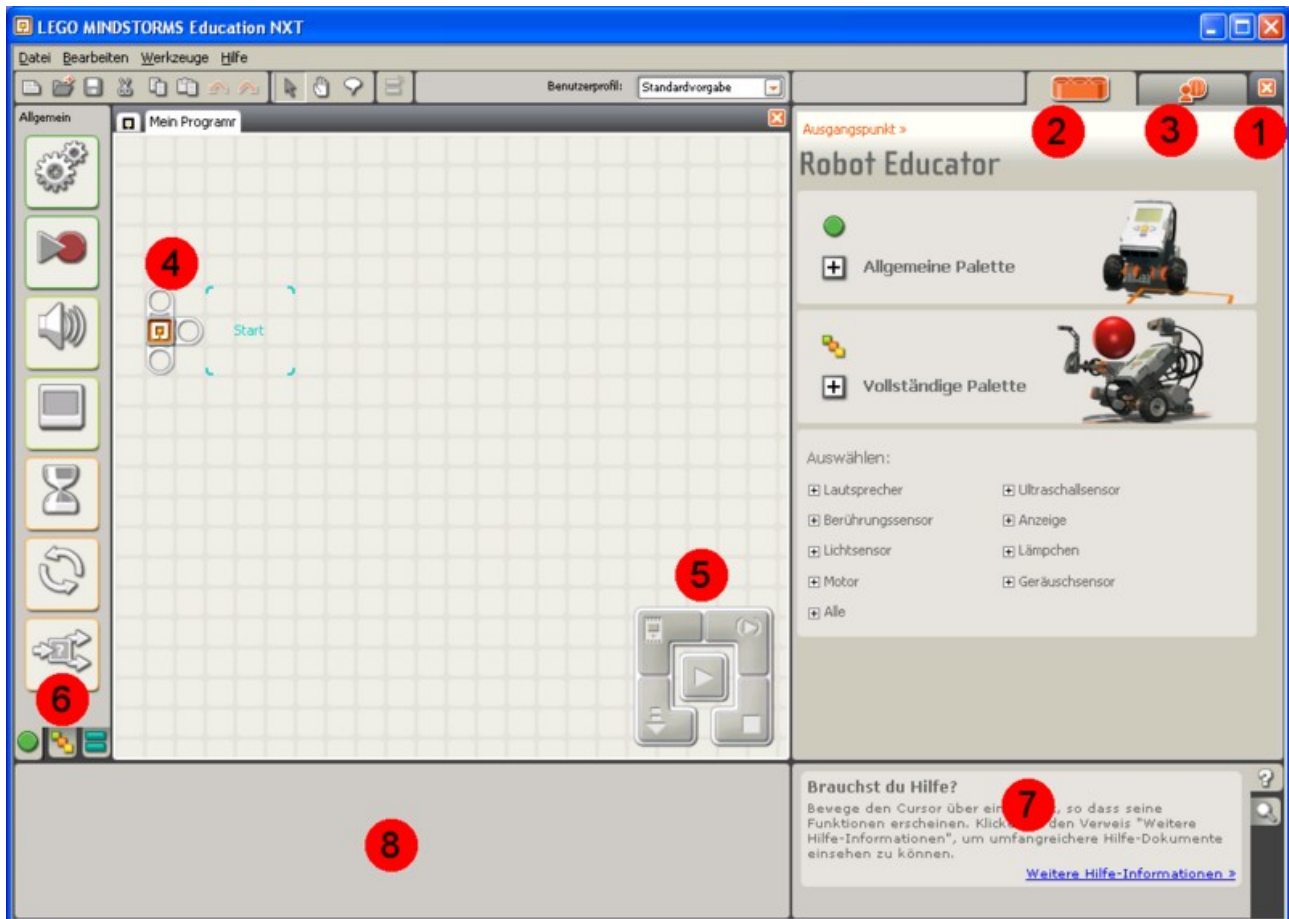 LEGO MINDSTORMS Education NXT
Datei Bearbeiten Werkzeuge Hilfe
Benutzerprofil: Standardvorgabe
Allgemein
Mein Programr
Start
Ausgangspunkt »
Robot Educator
Allgemeine Palette
Vollständige Palette
Auswählen:
Lautsprecher Ultraschallsensor
Berührungssensor Anzeige
Lichtsensor Lämpchen
Motor Geräuschsensor
Alle
Brauchst du Hilfe?
Bewege den Cursor über so dass seine
Funktionen erscheinen. den Verweis "Weitere
Hilfe-Informationen", um umfangreichere Hilfe-Dokumente
einsehen zu können.
Weitere Hilfe-Informationen »
1
2
3
4
5
6
7
8